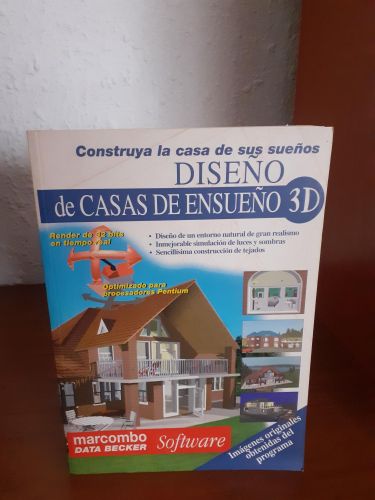 Construya la casa de sus sueños
DISEÑO
de CASAS DE ENSUEÑO 3D
Render de 32 bits
en tiempo real
• Diseño de un entorno natural de gran realismo
• Inmejorable simulación de luces y sombras
• Sencillísima construcción de tejados
Optimizado para
procesadores Pentium
marcombo
DATA BECKER
Software
Imágenes originales
obtenidas del
programa